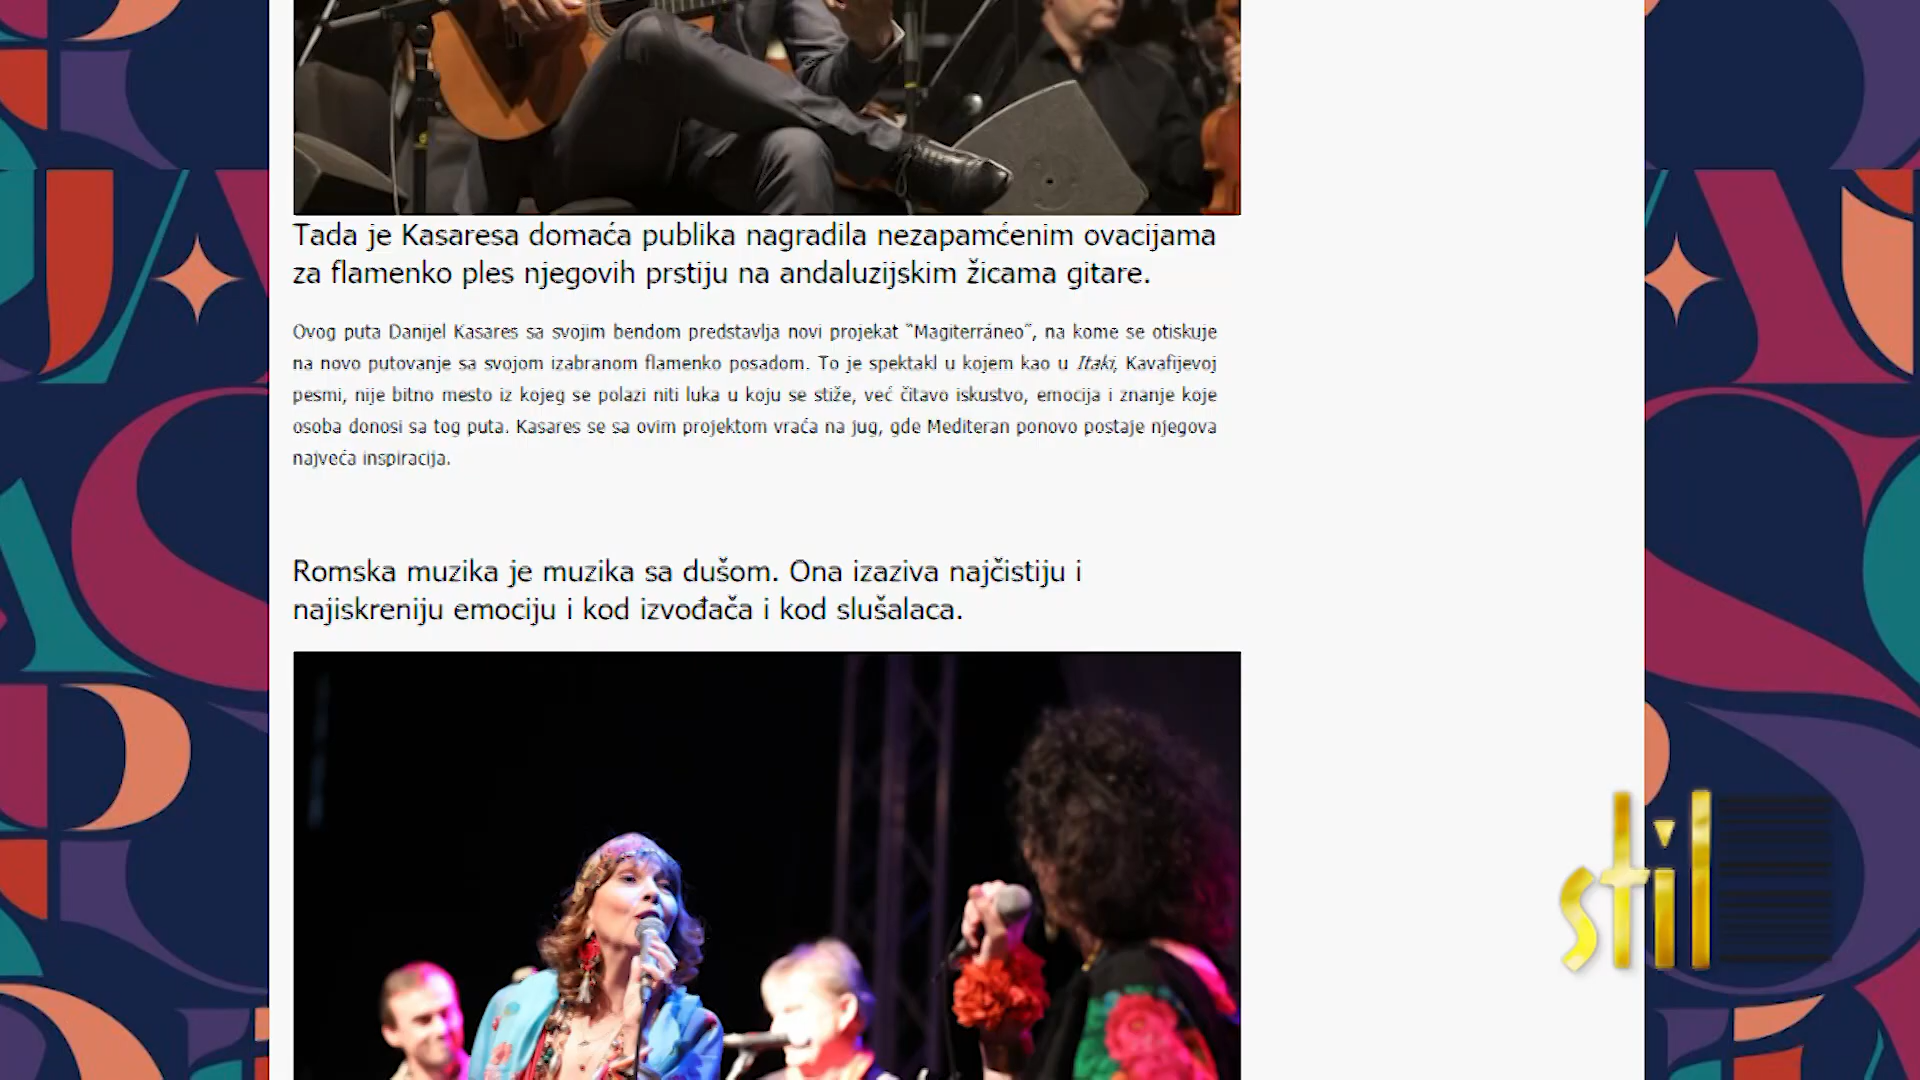 Tada je Kasaresa domaća publika nagradila nezapamćenim ovacijama
za flamenko ples njegovih prstiju na andaluzijskim žicama gitare.
Ovog puta Danijel Kasares sa svojim bendom predstavlja novi projekat “Magiterráneo”, na kome se otiskuje
na novo putovanje sa svojom izabranom flamenko posadom. To je spektakl u kojem kao u Itaki, Kavafijevoj
pesmi, nije bitno mesto iz kojeg se polazi niti luka u koju se stiže, već čitavo iskustvo, emocija i znanje koje
osoba donosi sa tog puta. Kasares se sa ovim projektom vraća na jug, gde Mediteran ponovo postaje njegova
najveća inspiracija.
Romska muzika je muzika sa dušom. Ona izaziva najčistiju i
najiskreniju emociju i kod izvođača i kod slušalaca.
stil